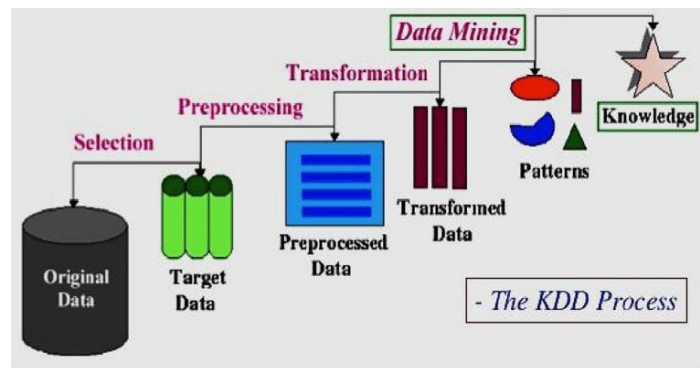 Data Mining
Transformation
Preprocessing
Selection
Knowledge
Patterns
Transformed
Data
Preprocessed
Data
Target
Data
Original
Data
- The KDD Process